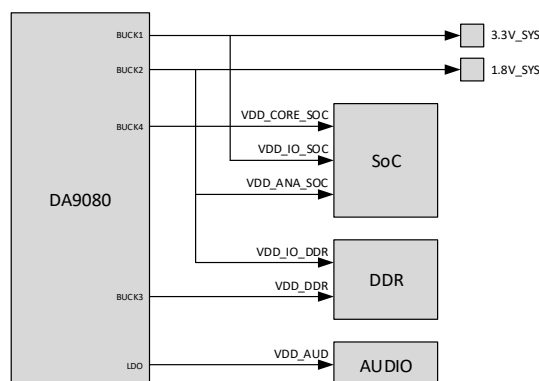 BUCK1
3.3V_SYS
BUCK2
1.8V_SYS
VDD_CORE_SOC
BUCK4
VDD_IO_SOC
SoC
VDD_ANA_SOC
DA9080
VDD_IO_DDR
DDR
VDD_DDR
BUCK3
VDD_AUD
LDO
AUDIO